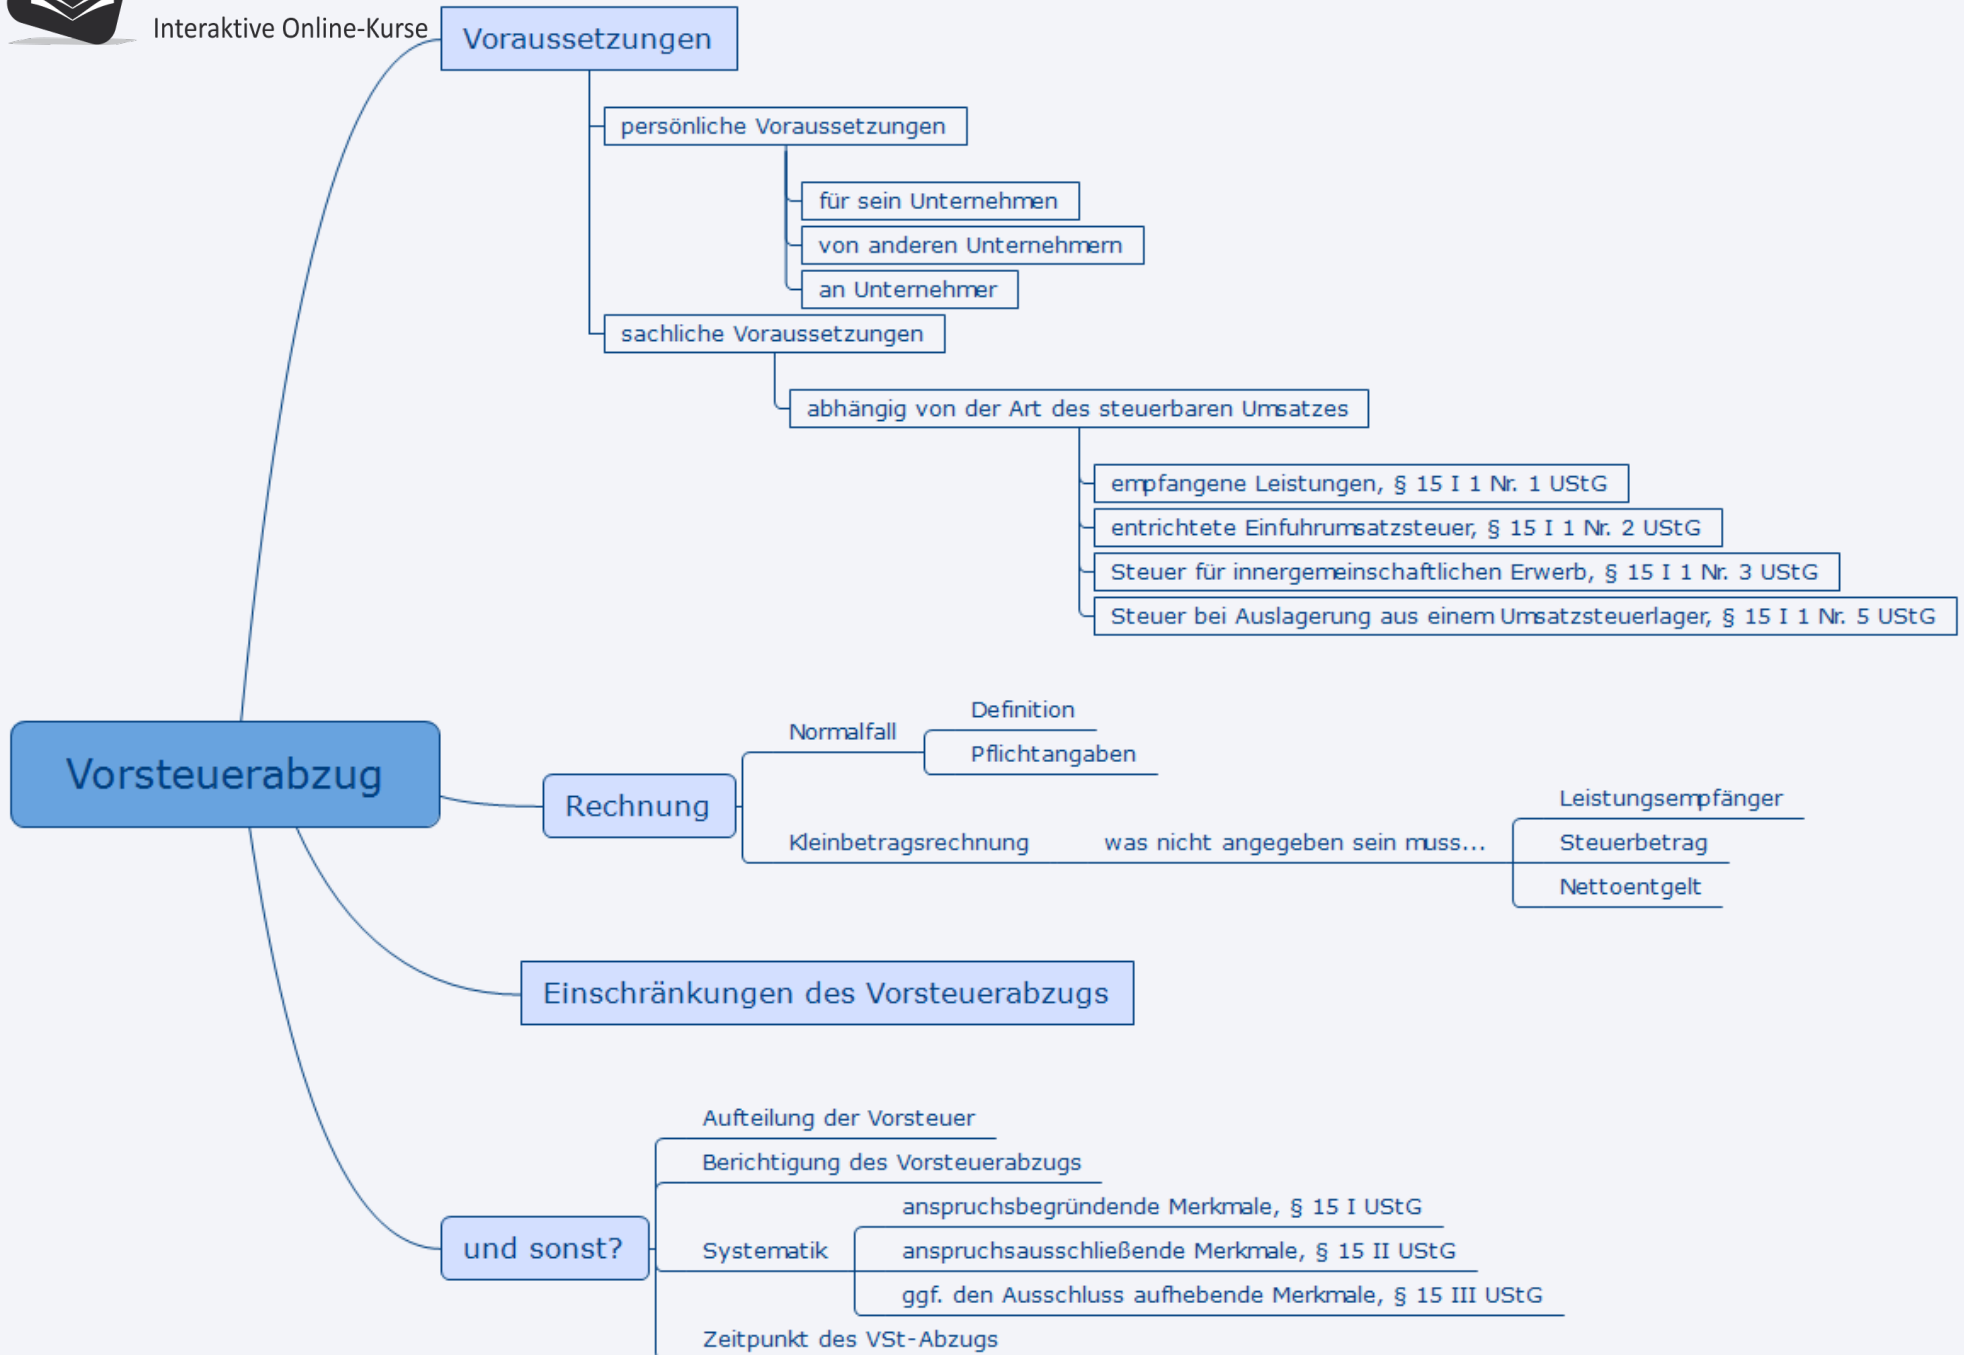 Interaktive Online-Kurse
Voraussetzungen
persönliche Voraussetzungen
für sein Unternehmen
von anderen Unternehmern
an Unternehmer
sachliche Voraussetzungen
abhängig von der Art des steuerbaren Umsatzes
empfangene Leistungen, § 15 I 1 Nr. 1 UStG
entrichtete Einfuhrumsatzsteuer, § 15 I 1 Nr. 2 UStG
Steuer für innergemeinschaftlichen Erwerb, § 15 I 1 Nr. 3 UStG
Steuer bei Auslagerung aus einem Umsatzsteuerlager, § 15 I 1 Nr. 5 UStG
Vorsteuerabzug
Rechnung
Normalfall
Definition
Pflichtangaben
Kleinbetragsrechnung
was nicht angegeben sein muss...
Leistungsempfänger
Steuerbetrag
Nettoentgelt
Einschränkungen des Vorsteuerabzugs
und sonst?
Aufteilung der Vorsteuer
Berichtigung des Vorsteuerabzugs
Systematik
anspruchsbegründende Merkmale, § 15 I UStG
anspruchsausschließende Merkmale, § 15 II UStG
ggf. den Ausschluss aufhebende Merkmale, § 15 III UStG
Zeitpunkt des VSt-Abzugs